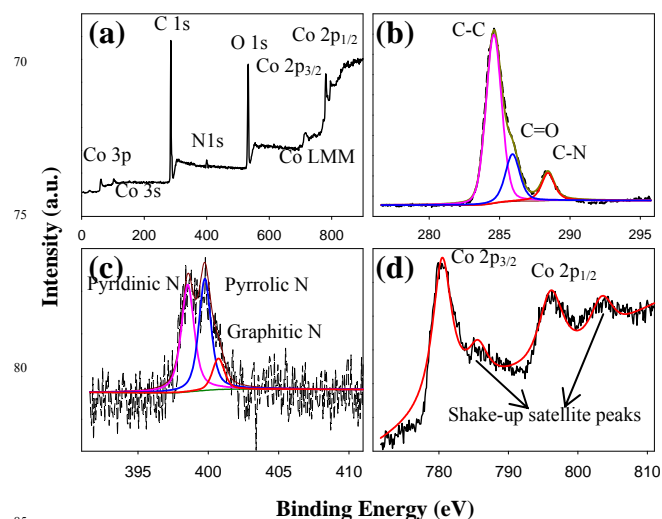 70
75
80
85
Intensity (a.u.)
(a)
C 1s
O 1s
Co 2p1/2
Co 2p3/2
N1s
Co 3p
Co 3s
Co LMM
0 200 400 600 800
(b)
C-C
C=O
C-N
280 285 290 295
(c)
Pyridinic N
Pyrrolic N
Graphitic N
395 400 405 410
(d)
Co 2p3/2
Co 2p1/2
Shake-up satellite peaks
780 790 800 810
Binding Energy (eV)